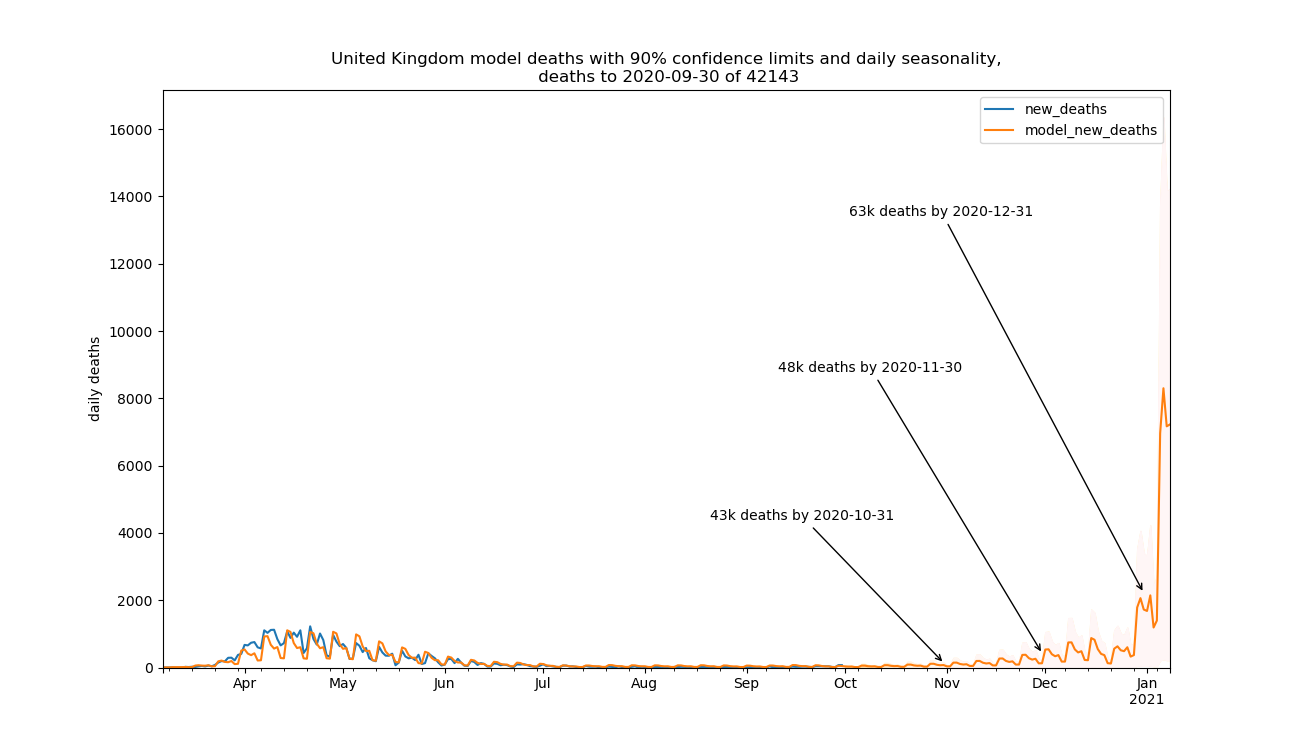 United Kingdom model deaths with 90% confidence limits and daily seasonality,
deaths to 2020-09-30 of 42143
new_deaths
model_new_deaths
16000
14000
12000
10000
8000
6000
4000
2000
0
daily deaths
63k deaths by 2020-12-31
48k deaths by 2020-11-30
43k deaths by 2020-10-31
Apr May Jun Jul Aug Sep Oct Nov Dec Jan
2021